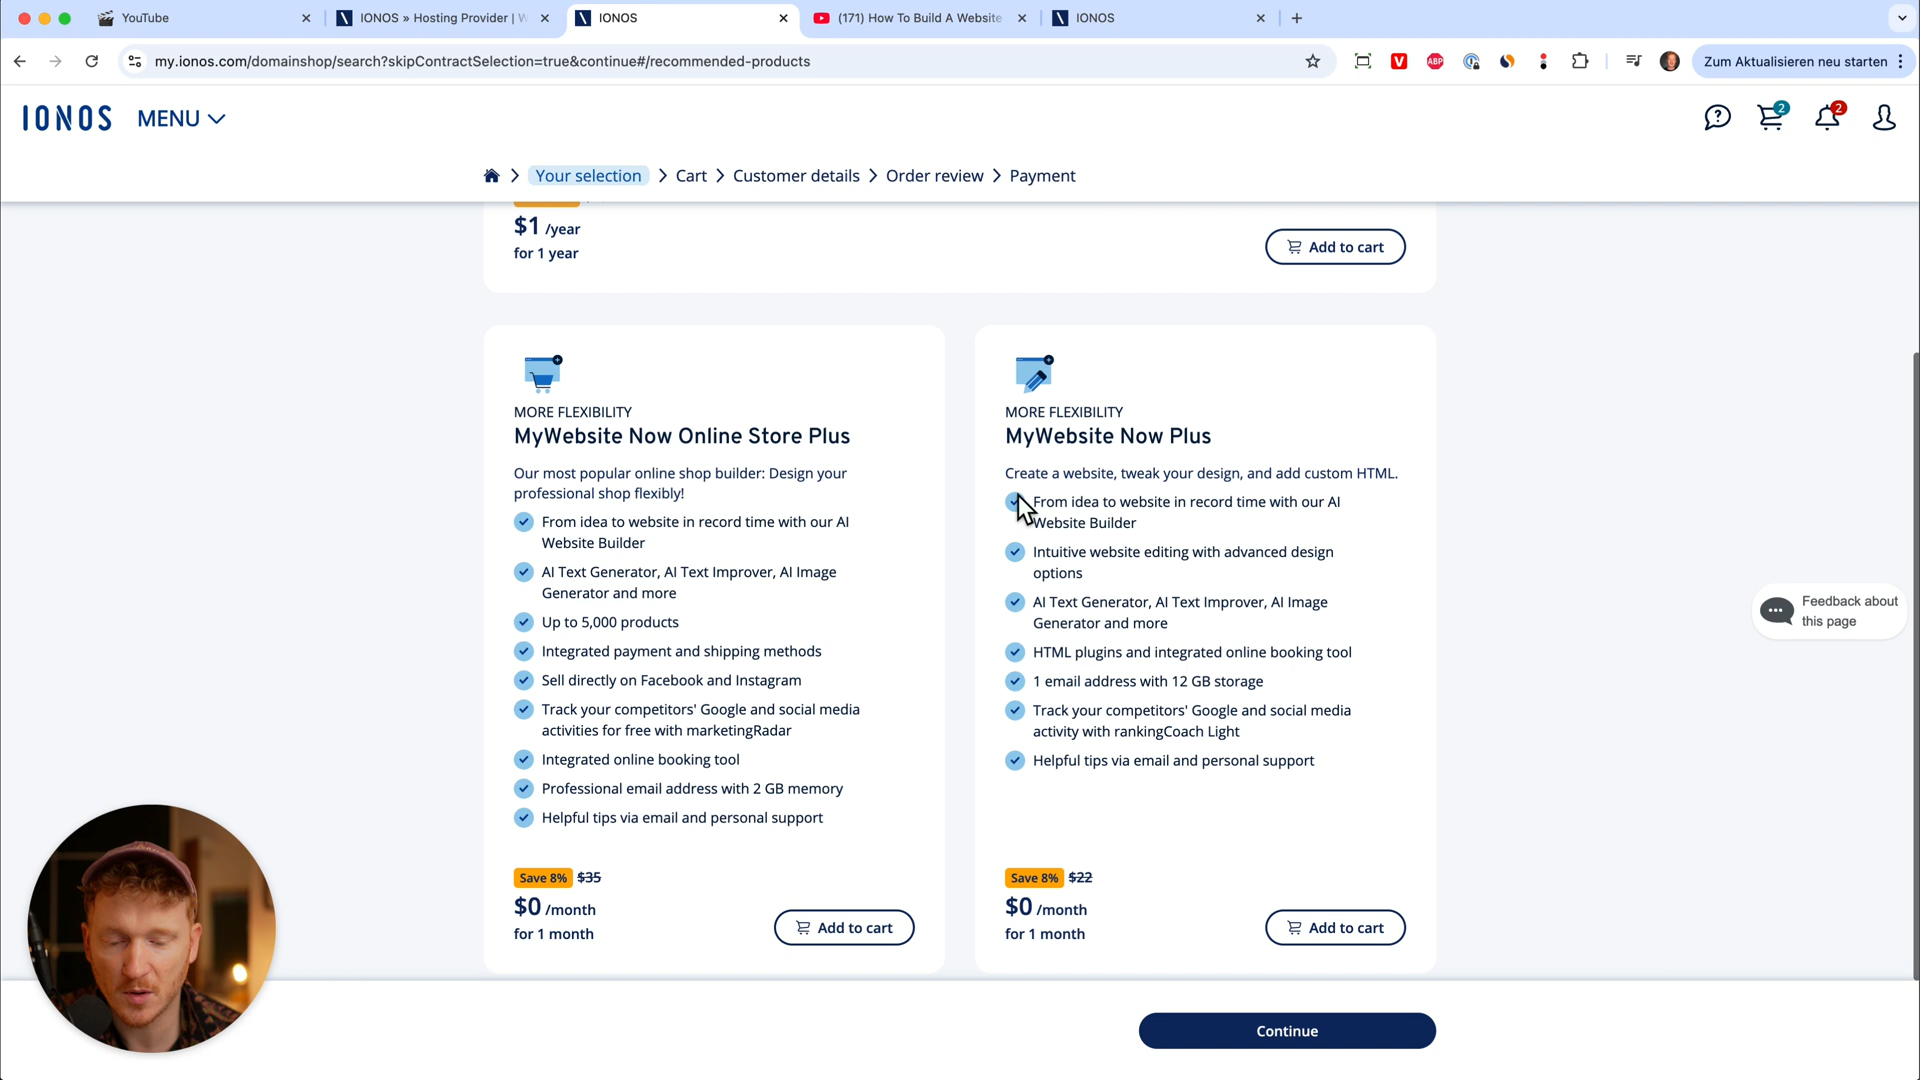 YouTube
IONOS » Hosting Provider | W
IONOS
(171) How To Build A Website
IONOS
my.ionos.com/domainshop/search?skipContractSelection=true&continue#/recommended-products
V
ABP
Zum Aktualisieren neu starten
IONOS
MENU
2
2
Your selection
Cart
Customer details
Order review
Payment
$1 /year
for 1 year
Add to cart
MORE FLEXIBILITY
MyWebsite Now Online Store Plus
Our most popular online shop builder: Design your
professional shop flexibly!
From idea to website in record time with our AI
Website Builder
AI Text Generator, AI Text Improver, AI Image
Generator and more
Up to 5,000 products
Integrated payment and shipping methods
Sell directly on Facebook and Instagram
Track your competitors' Google and social media
activities for free with marketingRadar
Integrated online booking tool
Professional email address with 2 GB memory
Helpful tips via email and personal support
Save 8% $35
$0 /month
for 1 month
Add to cart
MORE FLEXIBILITY
MyWebsite Now Plus
Create a website, tweak your design, and add custom HTML.
From idea to website in record time with our AI
Website Builder
Intuitive website editing with advanced design
options
AI Text Generator, AI Text Improver, AI Image
Generator and more
HTML plugins and integrated online booking tool
1 email address with 12 GB storage
Track your competitors' Google and social media
activity with rankingCoach Light
Helpful tips via email and personal support
Save 8% $22
$0 /month
for 1 month
Add to cart
Feedback about
this page
Continue